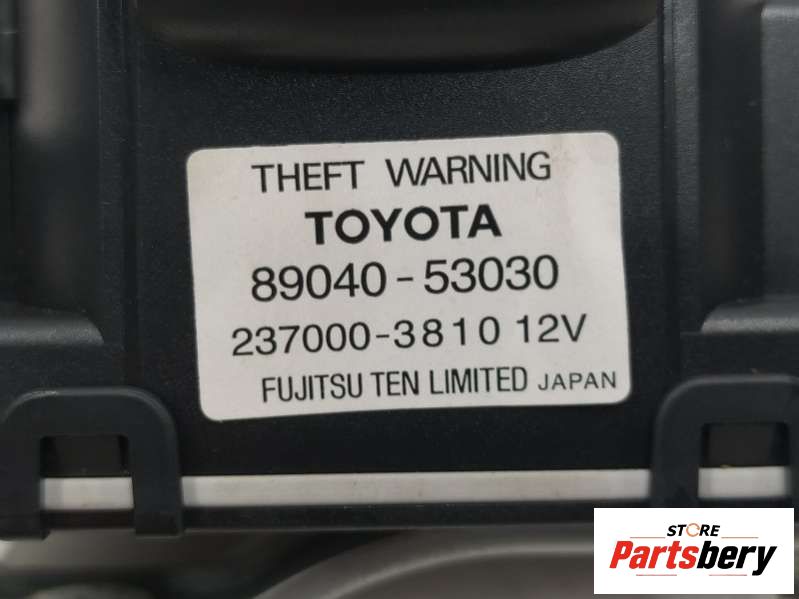 THEFT WARNING
TOYOTA
89040-53030
237000-3810 12V
FUJITSU TEN LIMITED JAPAN
STORE
Partsbery